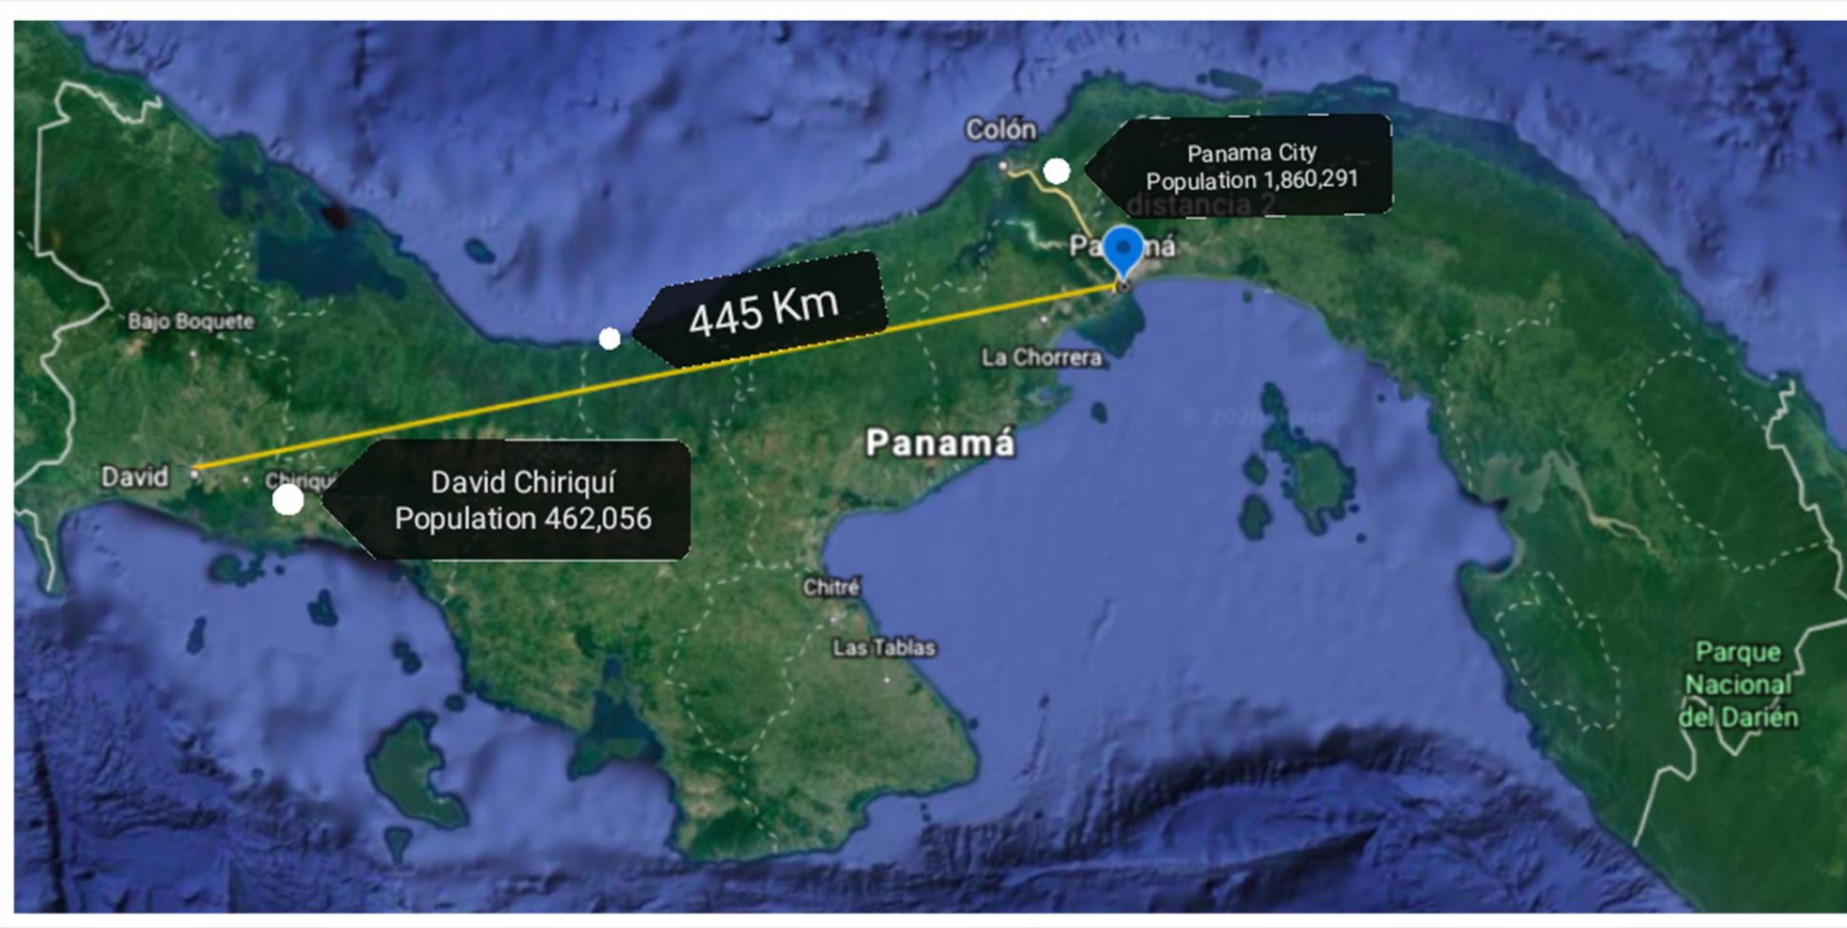 Colón
Panama City
Population 1,860,291
distancia 2
Panamá
445 Km
Bajo Boquete
La Chorrera
Panamá
David
Chiriquí
David Chiriquí
Population 462,056
Chitré
Las Tablas
Parque
Nacional
del Darién